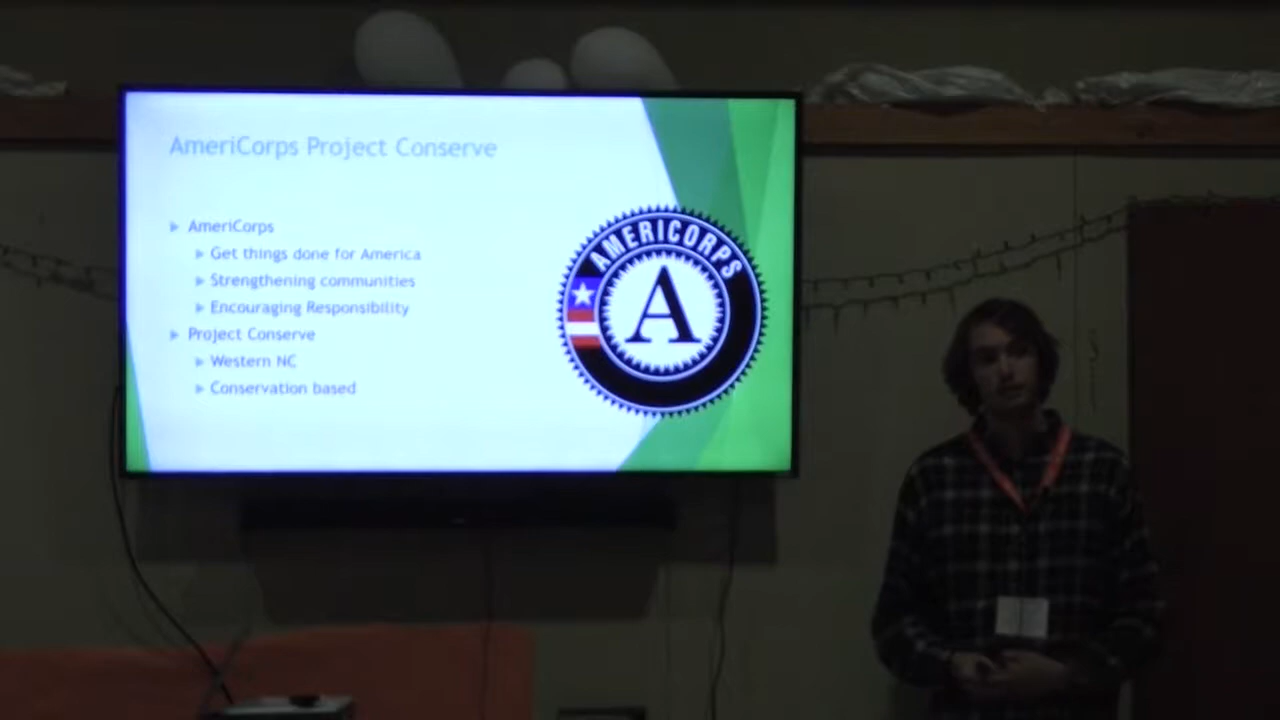 AmeriCorps Project Conserve
AmeriCorps
Get things done for America
Strengthening communities
Encouraging Responsibility
Project Conserve
Western NC
Conservation based
AMERICORPS
A